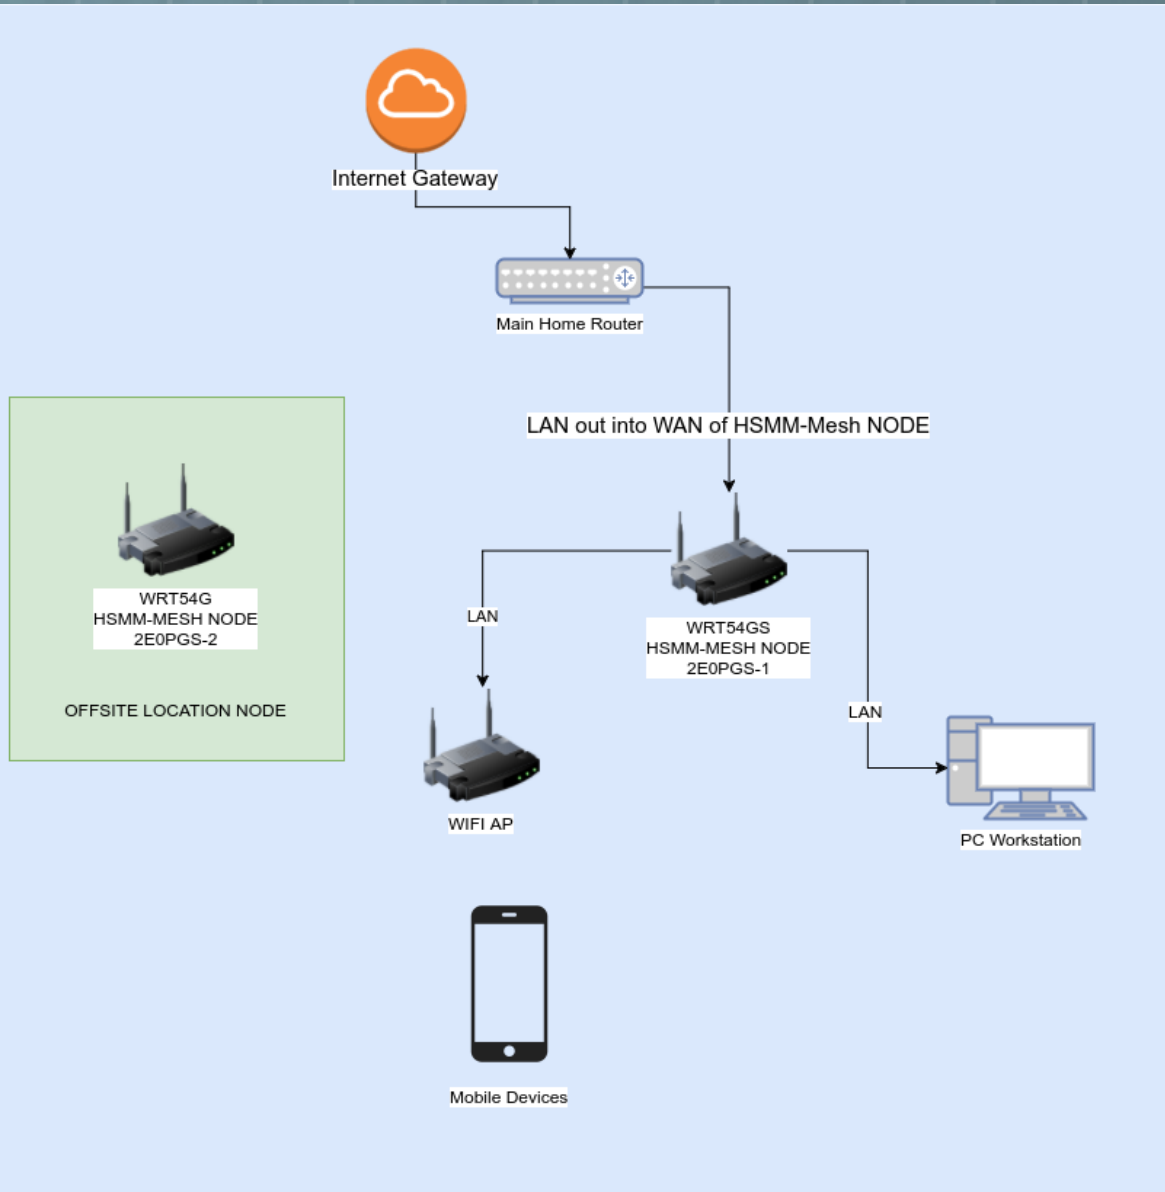 Internet Gateway
Main Home Router
LAN out into WAN of HSMM-Mesh NODE
WRT54G
HSMM-MESH NODE
2E0PGS-2
OFFSITE LOCATION NODE
LAN
WRT54GS
HSMM-MESH NODE
2E0PGS-1
LAN
WIFI AP
PC Workstation
Mobile Devices